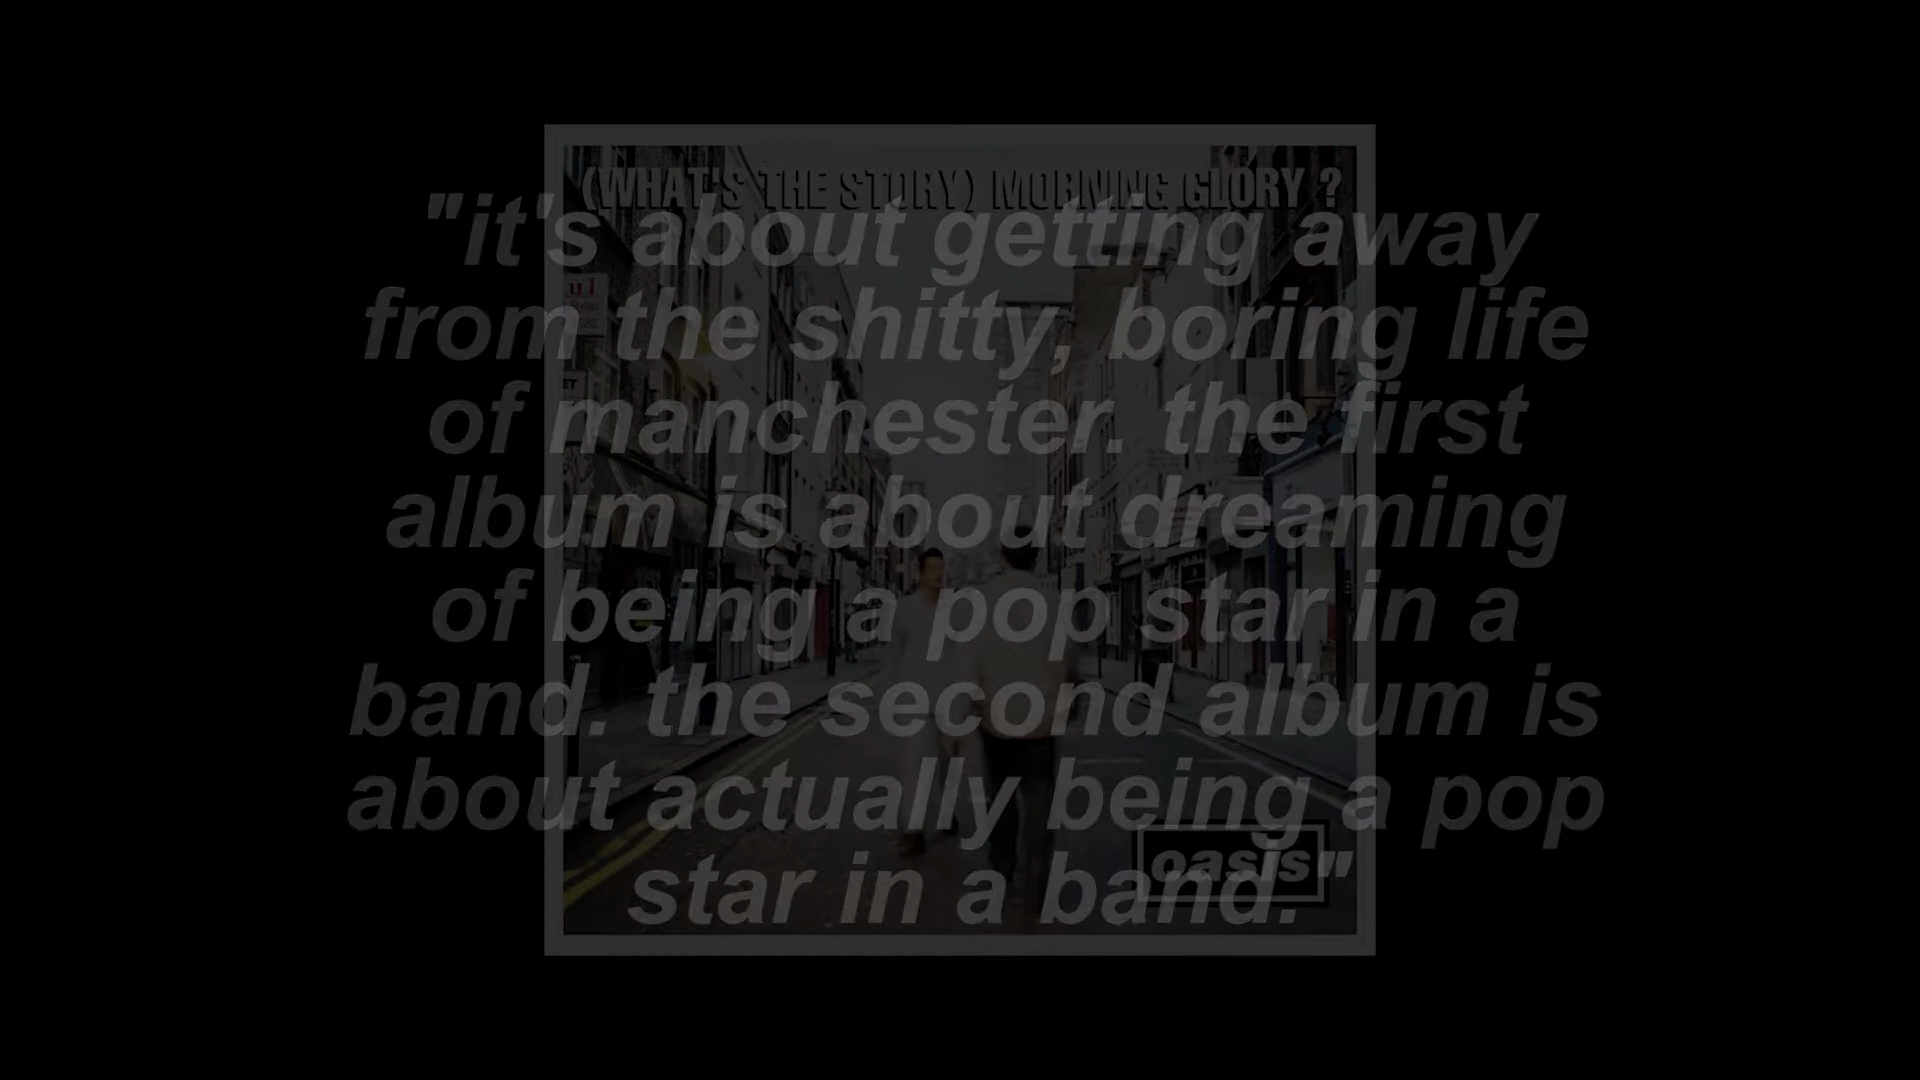 (WHAT'S THE STORY) MORNING GLORY ?
"it's about getting away
from the shitty, boring life
of manchester. the first
album is about dreaming
of being a pop star in a
band. the second album is
about actually being a pop
star in a band."
oasis